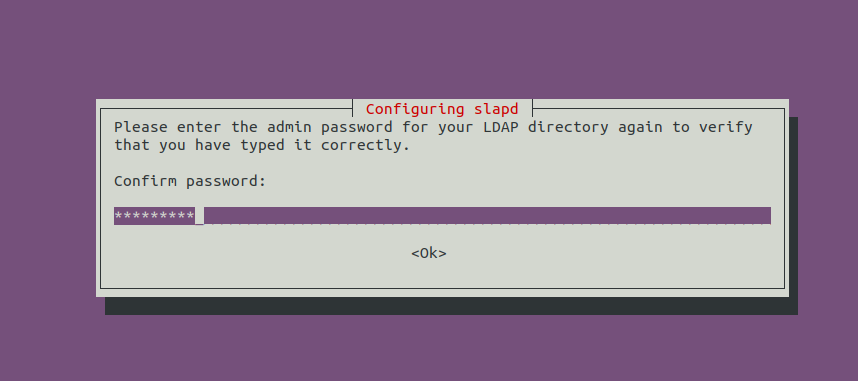 Configuring slapd
Please enter the admin password for your LDAP directory again to verify
that you have typed it correctly.
Confirm password:
*********
<Ok>